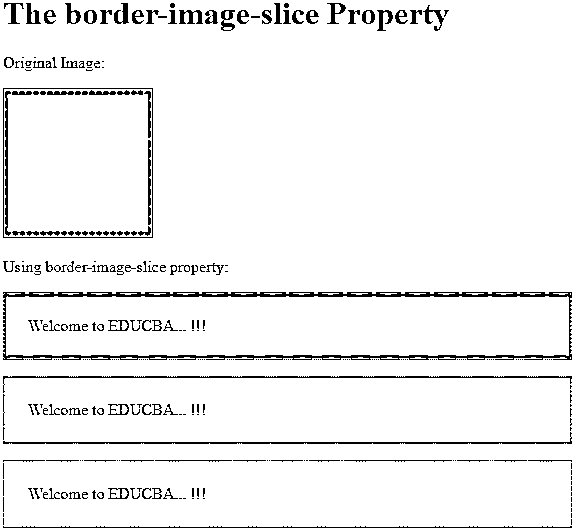 The border-image-slice Property
Original Image:
Using border-image-slice property:
Welcome to EDUCBA... !!!
Welcome to EDUCBA... !!!
Welcome to EDUCBA... !!!